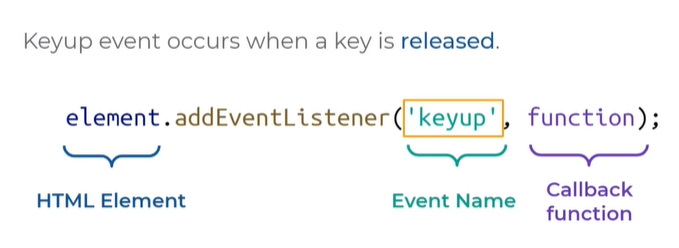 Keyup event occurs when a key is released.
element.addEventListener('keyup', function);
HTML Element
Event Name
Callback
function